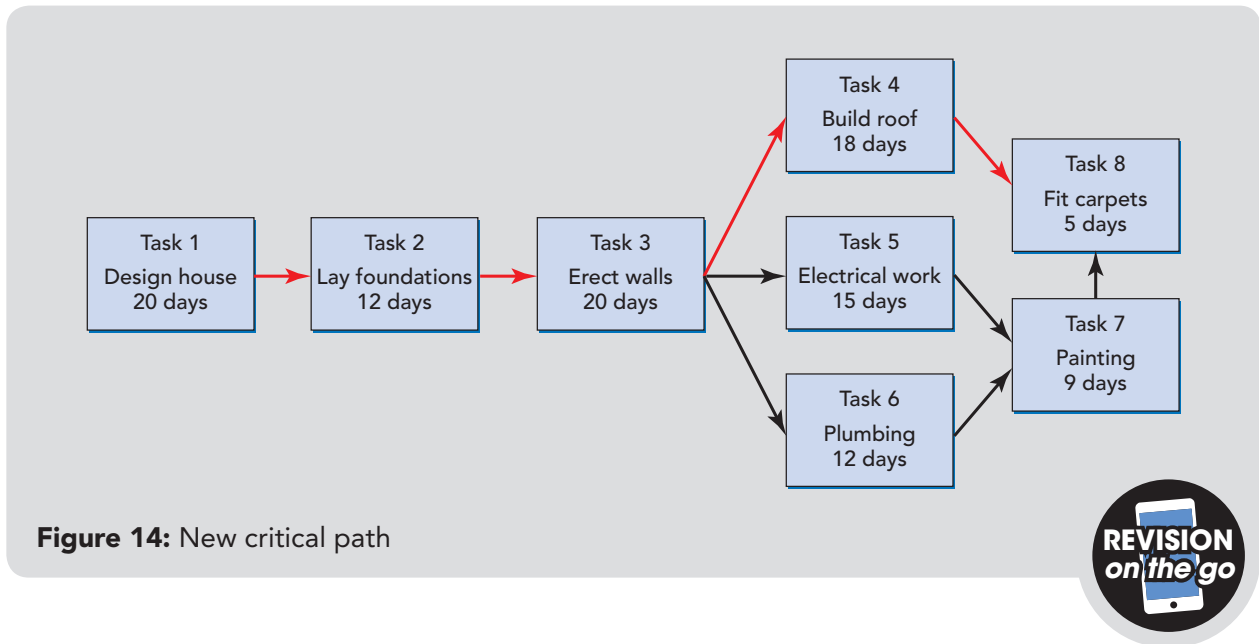 Task 1
Design house
20 days
Task 2
Lay foundations
12 days
Task 3
Erect walls
20 days
Task 4
Build roof
18 days
Task 5
Electrical work
15 days
Task 6
Plumbing
12 days
Task 7
Painting
9 days
Task 8
Fit carpets
5 days
Figure 14: New critical path
REVISION
on the go